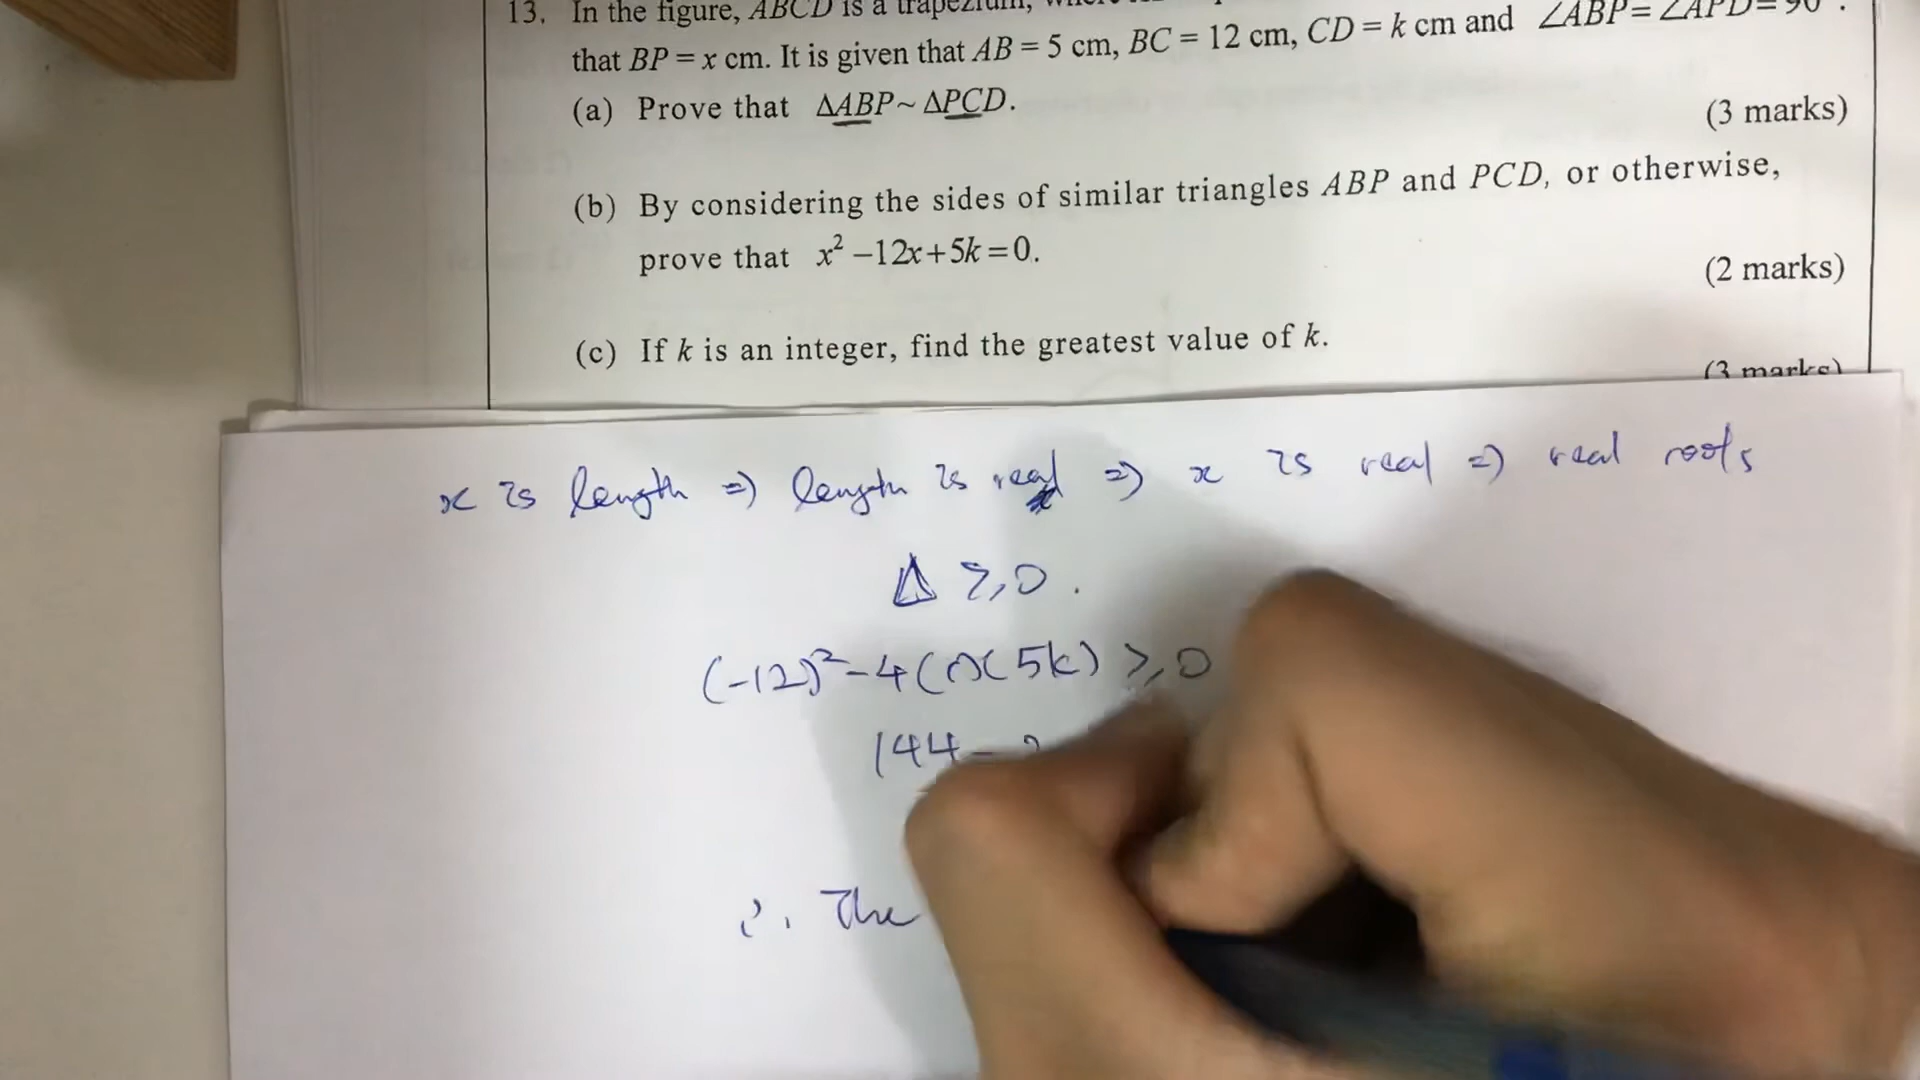 13. In the figure, ABCD is a trapezium, ∠ABP = ∠APD = 90°.
that BP = x cm. It is given that AB = 5 cm, BC = 12 cm, CD = k cm and
(a) Prove that ΔABP ~ ΔPCD.
(3 marks)
(b) By considering the sides of similar triangles ABP and PCD, or otherwise,
prove that x² −12x+5k=0.
(2 marks)
(c) If k is an integer, find the greatest value of k.
(3 marks)
x is length ⇒ length is real ⇒ x is real ⇒ real roots
Δ ≥ 0.
(-12)² - 4(1)(5k) ≥ 0
144 -
∴ The